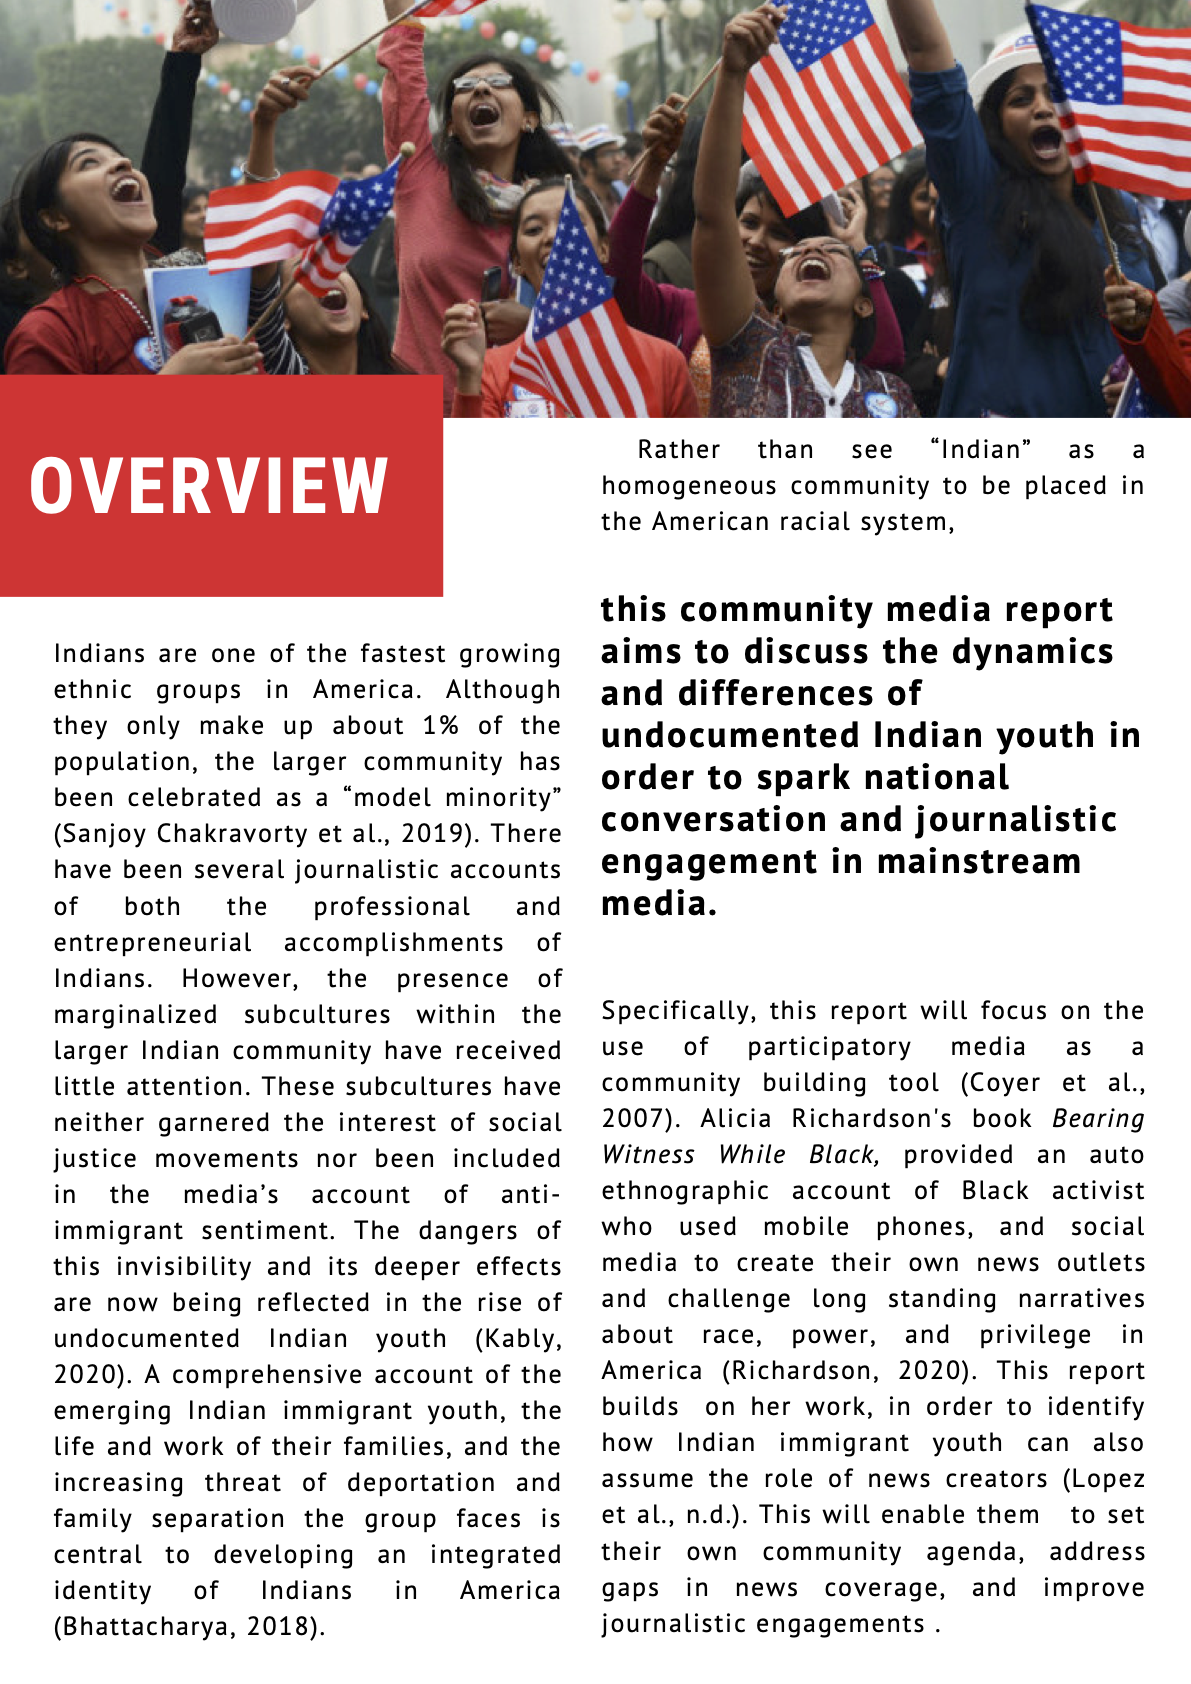 OVERVIEW
Indians are one of the fastest growing
ethnic groups in America. Although
they only make up about 1% of the
population, the larger community has
been celebrated as a “model minority”
(Sanjoy Chakravorty et al., 2019). There
have been several journalistic accounts
of both the professional and
entrepreneurial accomplishments of
Indians. However, the presence of
marginalized subcultures within the
larger Indian community have received
little attention. These subcultures have
neither garnered the interest of social
justice movements nor been included
in the media’s account of anti-
immigrant sentiment. The dangers of
this invisibility and its deeper effects
are now being reflected in the rise of
undocumented Indian youth (Kably,
2020). A comprehensive account of the
emerging Indian immigrant youth, the
life and work of their families, and the
increasing threat of deportation and
family separation the group faces is
central to developing an integrated
identity of Indians in America
(Bhattacharya, 2018).
Rather than see “Indian” as a
homogeneous community to be placed in
the American racial system,
this community media report
aims to discuss the dynamics
and differences of
undocumented Indian youth in
order to spark national
conversation and journalistic
engagement in mainstream
media.
Specifically, this report will focus on the
use of participatory media as a
community building tool (Coyer et al.,
2007). Alicia Richardson's book Bearing
Witness While Black, provided an auto
ethnographic account of Black activist
who used mobile phones, and social
media to create their own news outlets
and challenge long standing narratives
about race, power, and privilege in
America (Richardson, 2020). This report
builds on her work, in order to identify
how Indian immigrant youth can also
assume the role of news creators (Lopez
et al., n.d.). This will enable them to set
their own community agenda, address
gaps in news coverage, and improve
journalistic engagements .